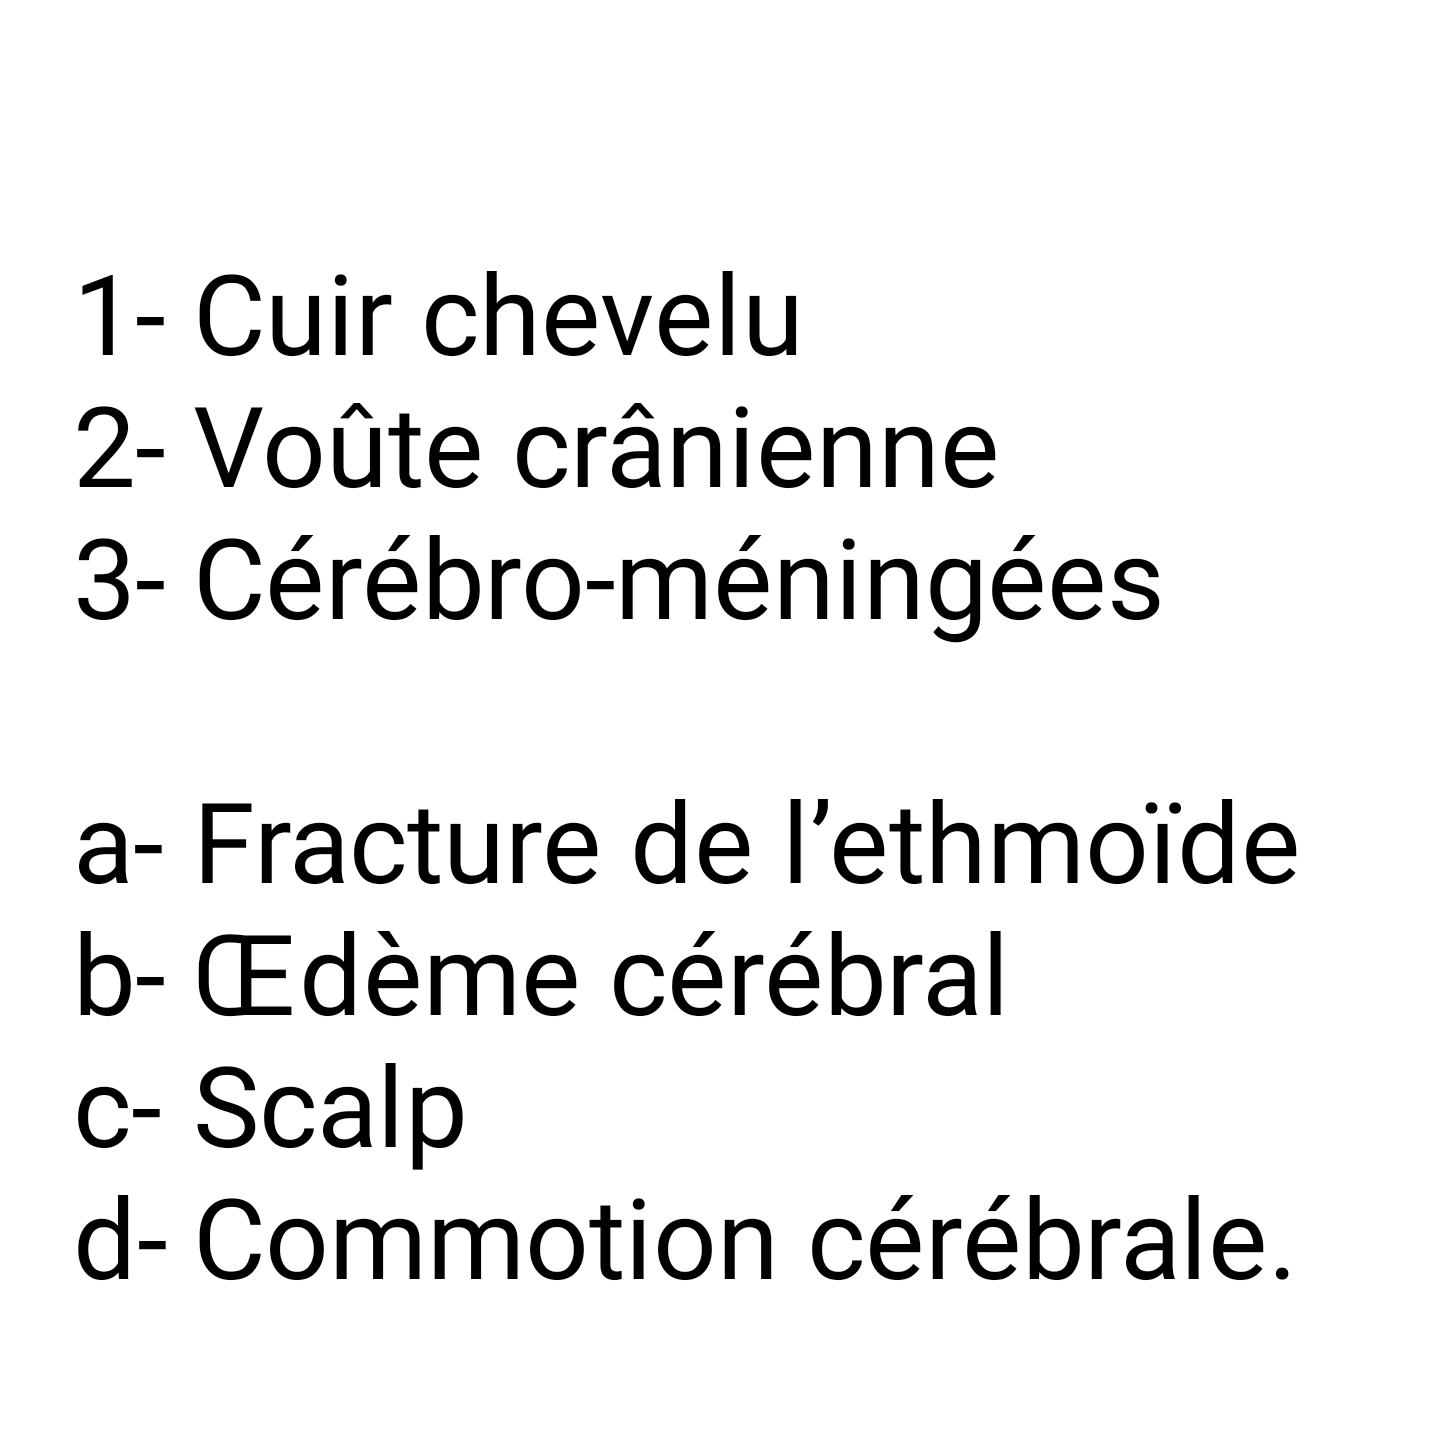 1- Cuir chevelu
2- Voûte crânienne
3- Cérébro-méningées
a- Fracture de l’ethmoïde
b- Œdème cérébral
c- Scalp
d- Commotion cérébrale.